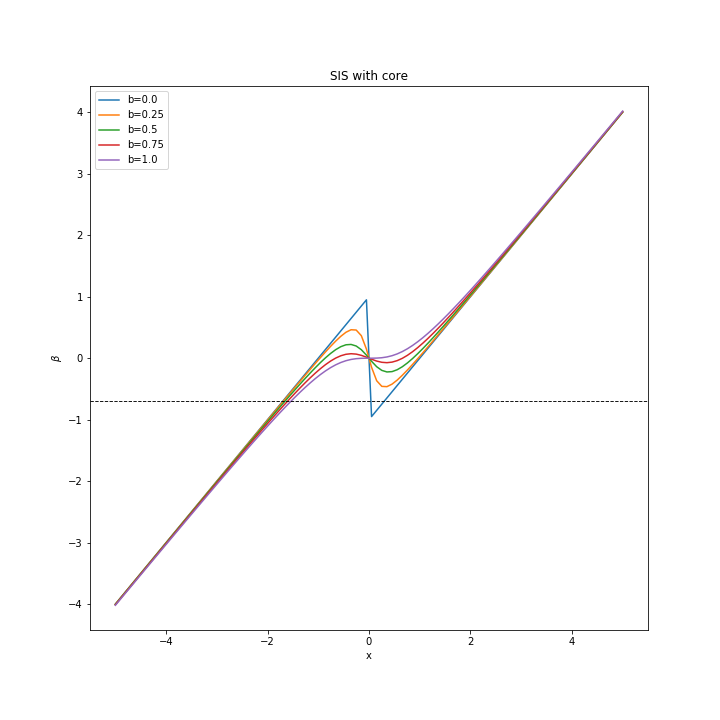 SIS with core
b=0.0
b=0.25
b=0.5
b=0.75
b=1.0
4
3
2
1
0
−1
−2
−3
−4
β
−4 −2 0 2 4
x